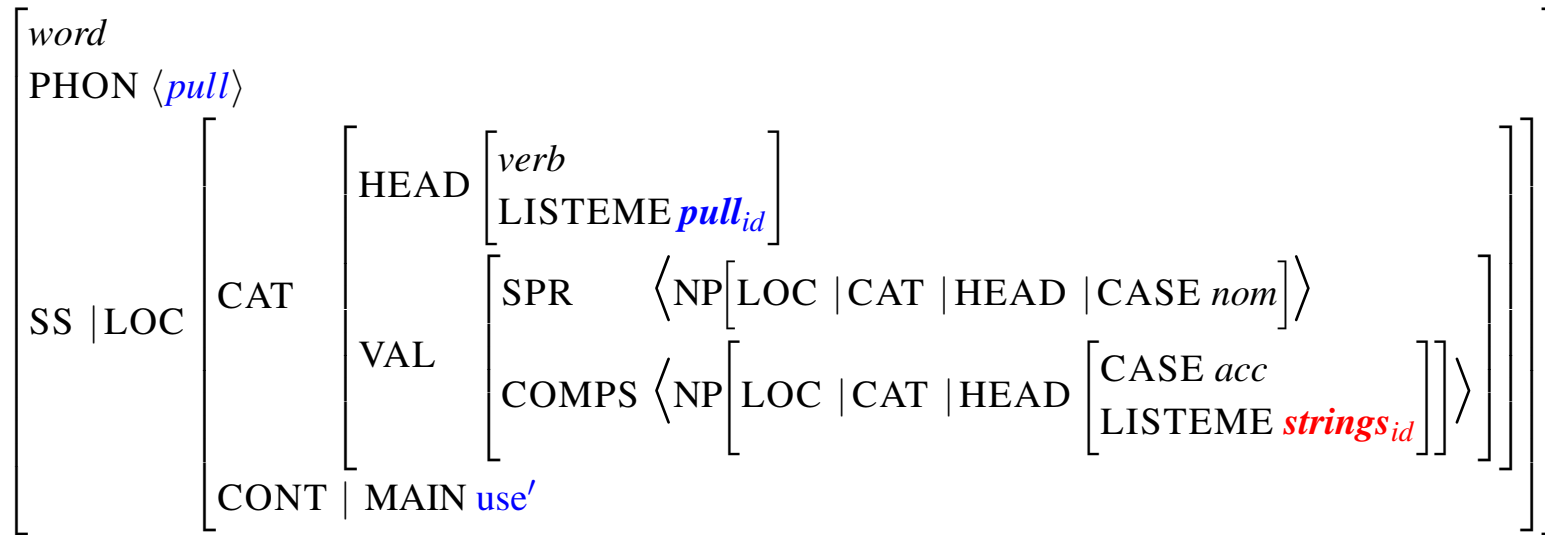 word
PHON ⟨pull⟩
SS | LOC
CAT
HEAD
verb
LISTEME pull_id
VAL
SPR ⟨NP[LOC | CAT | HEAD | CASE nom]⟩
COMPS ⟨NP[LOC | CAT | HEAD [CASE acc
LISTEME strings_id]]⟩
CONT | MAIN use′